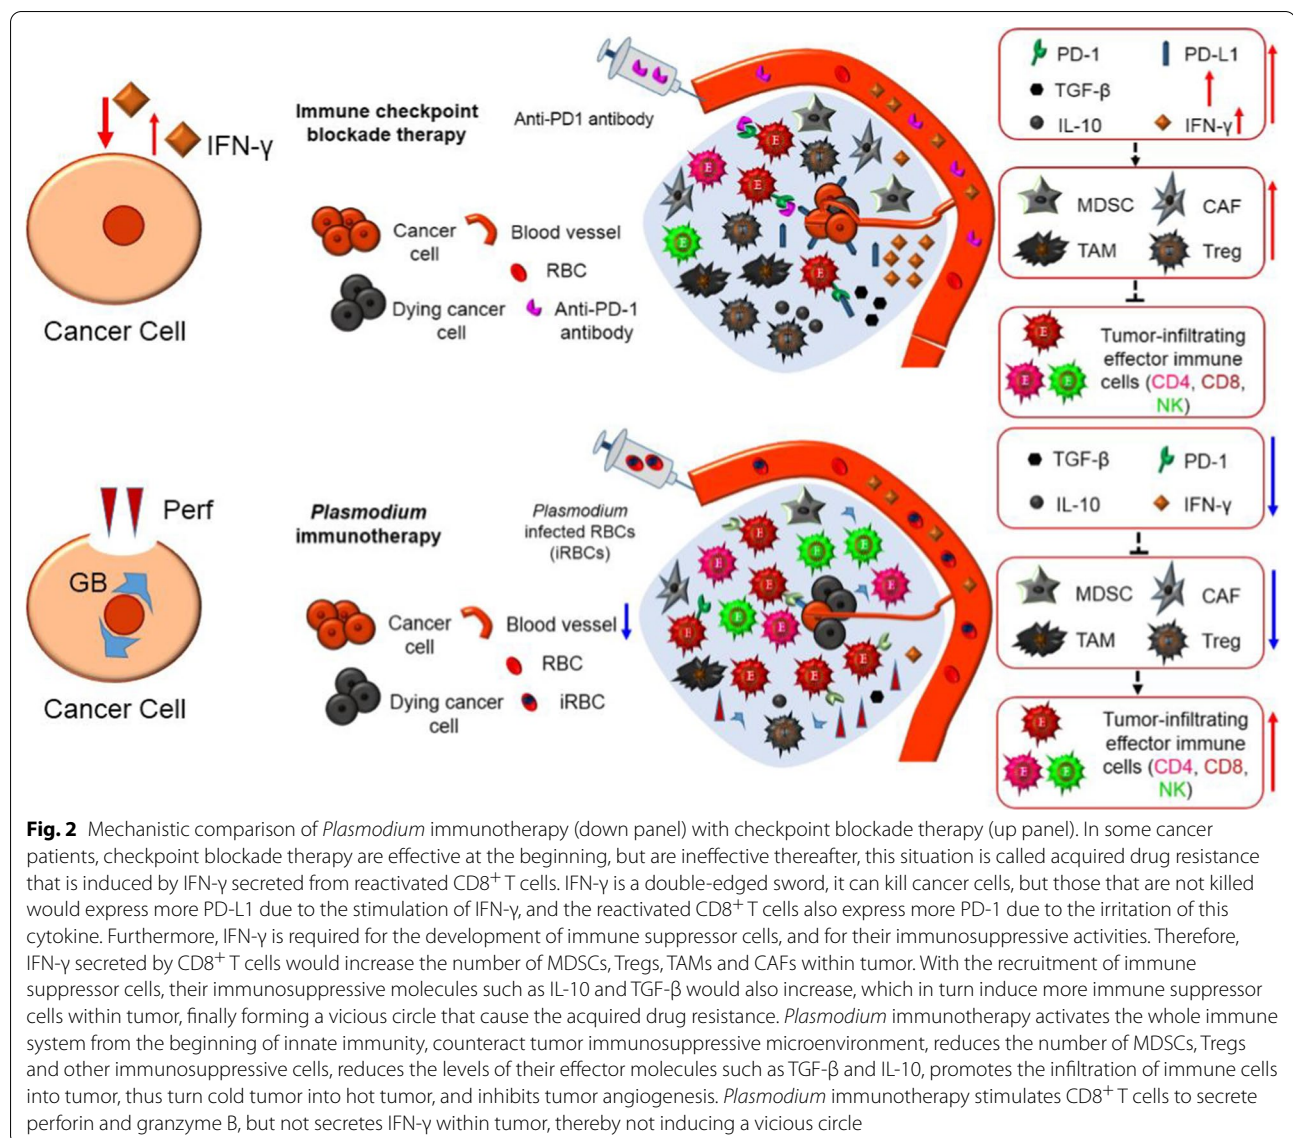 IFN-γ
Cancer Cell
Immune checkpoint
blockade therapy
Anti-PD1 antibody
Cancer
cell
Blood vessel
RBC
Dying cancer
cell
Anti-PD-1
antibody
E
E
E
E
E
PD-1
PD-L1
TGF-β
IL-10
IFN-γ
MDSC
CAF
TAM
Treg
E
E
E
Tumor-infiltrating
effector immune
cells (CD4, CD8,
NK)
Perf
GB
Cancer Cell
Plasmodium
immunotherapy
Plasmodium
infected RBCs
(iRBCs)
Cancer
cell
Blood vessel
RBC
Dying cancer
cell
iRBC
E
E
E
E
E
E
E
E
E
E
E
E
TGF-β
PD-1
IL-10
IFN-γ
MDSC
CAF
TAM
Treg
E
E
E
Tumor-infiltrating
effector immune
cells (CD4, CD8,
NK)
Fig. 2 Mechanistic comparison of Plasmodium immunotherapy (down panel) with checkpoint blockade therapy (up panel). In some cancer
patients, checkpoint blockade therapy are effective at the beginning, but are ineffective thereafter, this situation is called acquired drug resistance
that is induced by IFN-γ secreted from reactivated CD8+ T cells. IFN-γ is a double-edged sword, it can kill cancer cells, but those that are not killed
would express more PD-L1 due to the stimulation of IFN-γ, and the reactivated CD8+ T cells also express more PD-1 due to the irritation of this
cytokine. Furthermore, IFN-γ is required for the development of immune suppressor cells, and for their immunosuppressive activities. Therefore,
IFN-γ secreted by CD8+ T cells would increase the number of MDSCs, Tregs, TAMs and CAFs within tumor. With the recruitment of immune
suppressor cells, their immunosuppressive molecules such as IL-10 and TGF-β would also increase, which in turn induce more immune suppressor
cells within tumor, finally forming a vicious circle that cause the acquired drug resistance. Plasmodium immunotherapy activates the whole immune
system from the beginning of innate immunity, counteract tumor immunosuppressive microenvironment, reduces the number of MDSCs, Tregs
and other immunosuppressive cells, reduces the levels of their effector molecules such as TGF-β and IL-10, promotes the infiltration of immune cells
into tumor, thus turn cold tumor into hot tumor, and inhibits tumor angiogenesis. Plasmodium immunotherapy stimulates CD8+ T cells to secrete
perforin and granzyme B, but not secretes IFN-γ within tumor, thereby not inducing a vicious circle